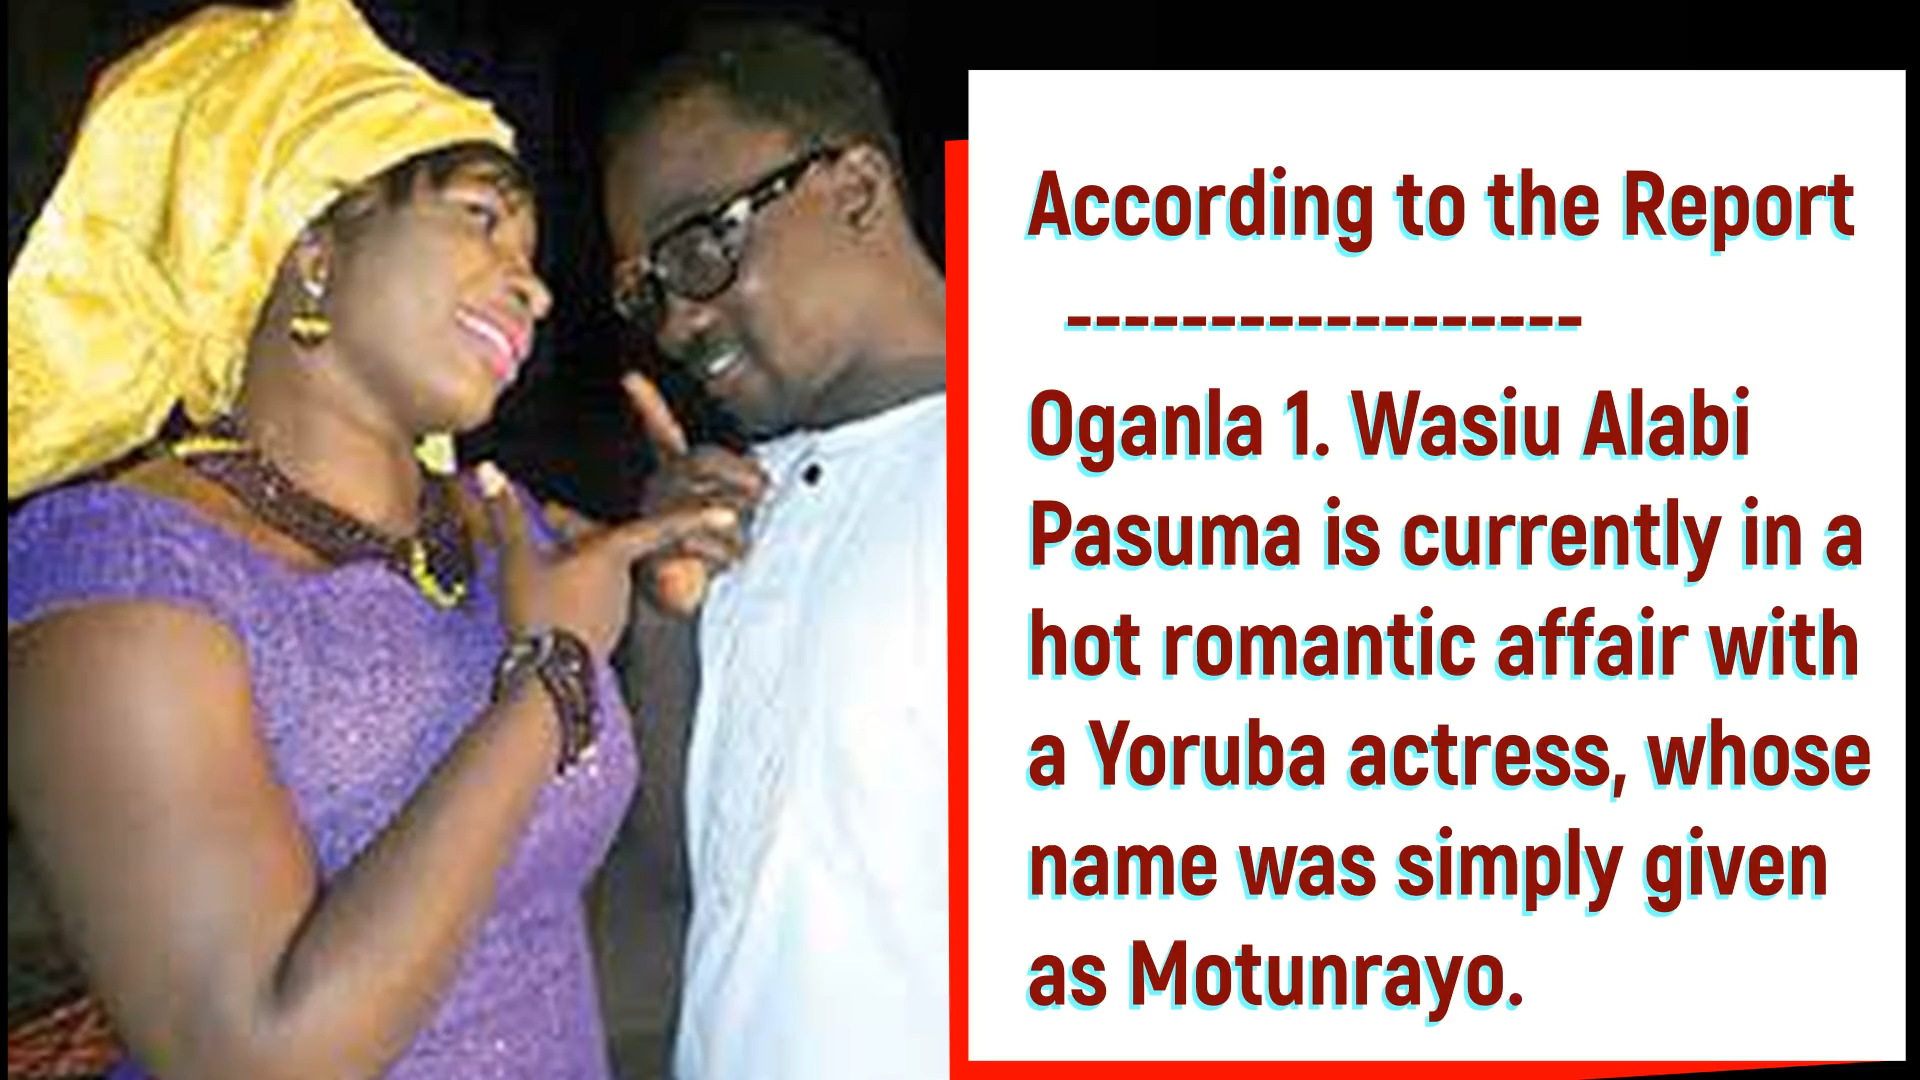 According to the Report
------------------
Oganla 1. Wasiu Alabi
Pasuma is currently in a
hot romantic affair with
a Yoruba actress, whose
name was simply given
as Motunrayo.